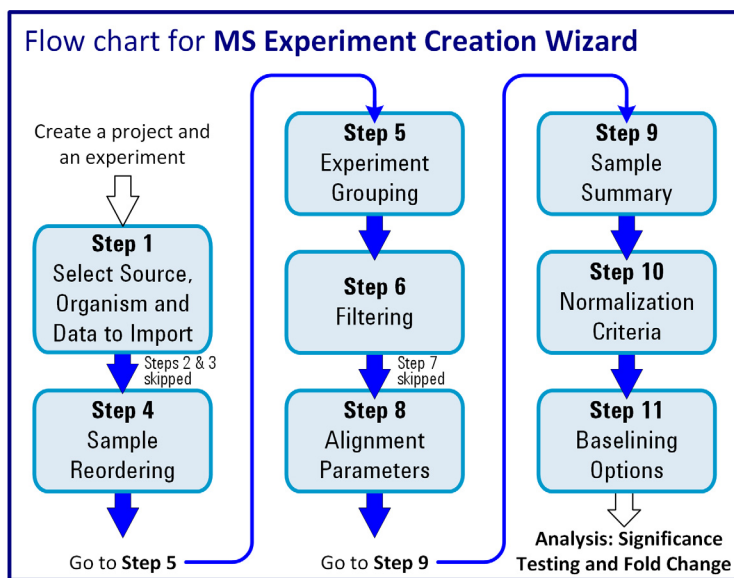 Flow chart for MS Experiment Creation Wizard
Create a project and
an experiment
Step 1
Select Source,
Organism and
Data to Import
Steps 2 & 3
skipped
Step 4
Sample
Reordering
Go to Step 5
Step 5
Experiment
Grouping
Step 6
Filtering
Step 7
skipped
Step 8
Alignment
Parameters
Go to Step 9
Step 9
Sample
Summary
Step 10
Normalization
Criteria
Step 11
Baselining
Options
Analysis: Significance
Testing and Fold Change